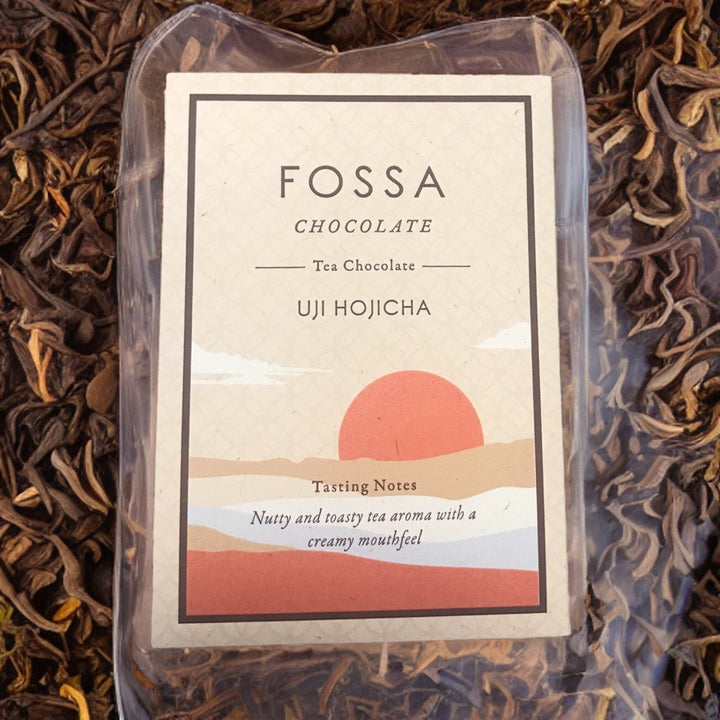 FOSSA
CHOCOLATE
Tea Chocolate
UJI HOJICHA
Tasting Notes
Nutty and toasty tea aroma with a
creamy mouthfeel